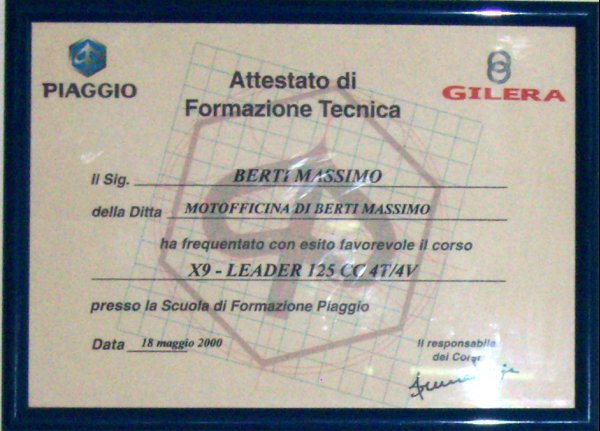 PIAGGIO
GILERA
Attestato di
Formazione Tecnica
Il Sig. BERTI MASSIMO
della Ditta MOTOFFICINA DI BERTI MASSIMO
ha frequentato con esito favorevole il corso
X9 - LEADER 125 CC 4T/4V
presso la Scuola di Formazione Piaggio
Data 18 maggio 2000
Il responsabile
dei Corsi